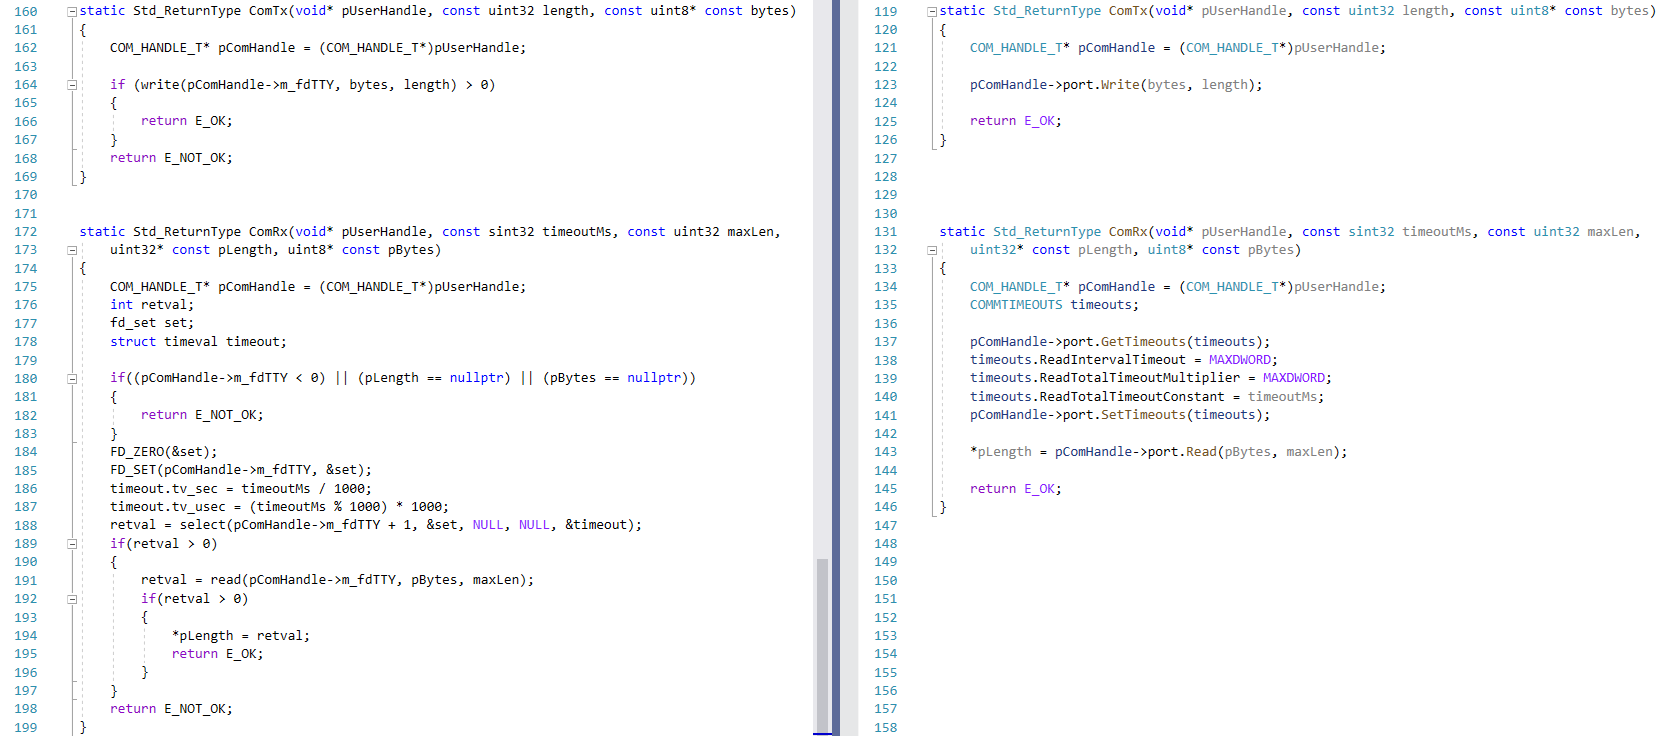 160 static Std_ReturnType ComTx(void* pUserHandle, const uint32 length, const uint8* const bytes)
161 {
162 COM_HANDLE_T* pComHandle = (COM_HANDLE_T*)pUserHandle;
163
164 if (write(pComHandle->m_fdTTY, bytes, length) > 0)
165 {
166 return E_OK;
167 }
168 return E_NOT_OK;
169 }
170
171
172 static Std_ReturnType ComRx(void* pUserHandle, const sint32 timeoutMs, const uint32 maxLen,
173 uint32* const pLength, uint8* const pBytes)
174 {
175 COM_HANDLE_T* pComHandle = (COM_HANDLE_T*)pUserHandle;
176 int retval;
177 fd_set set;
178 struct timeval timeout;
179
180 if((pComHandle->m_fdTTY < 0) || (pLength == nullptr) || (pBytes == nullptr))
181 {
182 return E_NOT_OK;
183 }
184 FD_ZERO(&set);
185 FD_SET(pComHandle->m_fdTTY, &set);
186 timeout.tv_sec = timeoutMs / 1000;
187 timeout.tv_usec = (timeoutMs % 1000) * 1000;
188 retval = select(pComHandle->m_fdTTY + 1, &set, NULL, NULL, &timeout);
189 if(retval > 0)
190 {
191 retval = read(pComHandle->m_fdTTY, pBytes, maxLen);
192 if(retval > 0)
193 {
194 *pLength = retval;
195 return E_OK;
196 }
197 }
198 return E_NOT_OK;
199 }
119 static Std_ReturnType ComTx(void* pUserHandle, const uint32 length, const uint8* const bytes)
120 {
121 COM_HANDLE_T* pComHandle = (COM_HANDLE_T*)pUserHandle;
122
123 pComHandle->port.Write(bytes, length);
124
125 return E_OK;
126 }
127
128
129
130
131 static Std_ReturnType ComRx(void* pUserHandle, const sint32 timeoutMs, const uint32 maxLen,
132 uint32* const pLength, uint8* const pBytes)
133 {
134 COM_HANDLE_T* pComHandle = (COM_HANDLE_T*)pUserHandle;
135 COMMTIMEOUTS timeouts;
136
137 pComHandle->port.GetTimeouts(timeouts);
138 timeouts.ReadIntervalTimeout = MAXDWORD;
139 timeouts.ReadTotalTimeoutMultiplier = MAXDWORD;
140 timeouts.ReadTotalTimeoutConstant = timeoutMs;
141 pComHandle->port.SetTimeouts(timeouts);
142
143 *pLength = pComHandle->port.Read(pBytes, maxLen);
144
145 return E_OK;
146 }
147
148
149
150
151
152
153
154
155
156
157
158